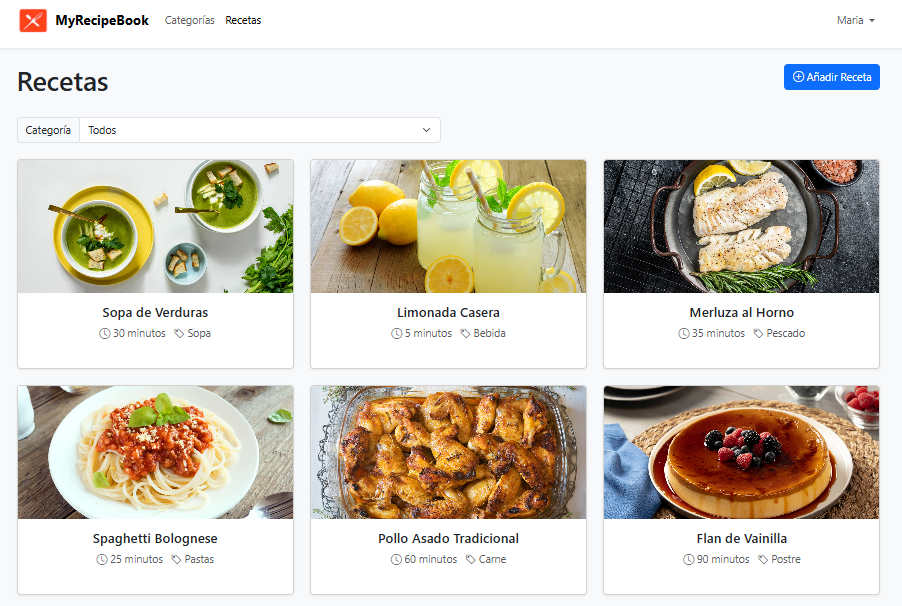 MyRecipeBook Categorías Recetas Maria
Recetas
Añadir Receta
Categoría Todos
Sopa de Verduras
30 minutos Sopa
Limonada Casera
5 minutos Bebida
Merluza al Horno
35 minutos Pescado
Spaghetti Bolognese
25 minutos Pastas
Pollo Asado Tradicional
60 minutos Carne
Flan de Vainilla
90 minutos Postre